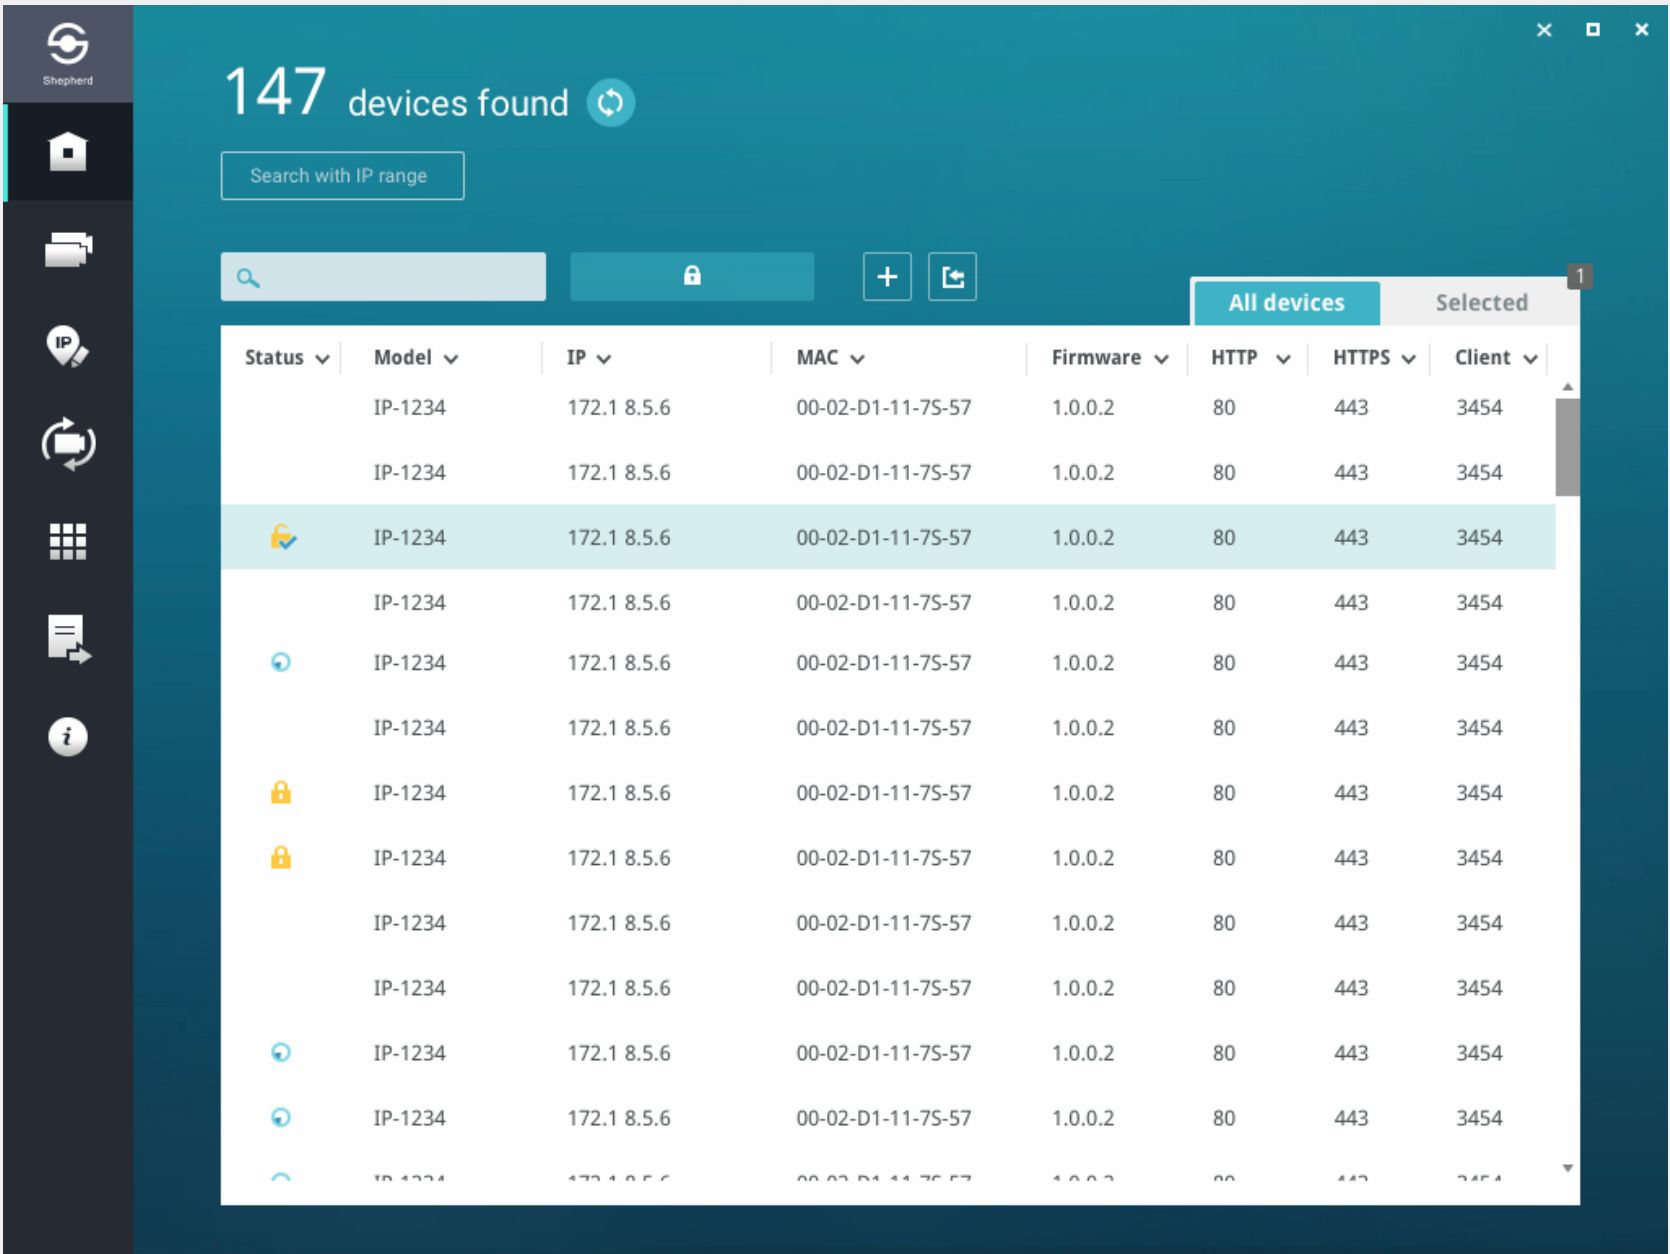 Shepherd
147 devices found
Search with IP range
1
All devices Selected
Status Model IP MAC Firmware HTTP HTTPS Client
IP-1234 172.1 8.5.6 00-02-D1-11-7S-57 1.0.0.2 80 443 3454
IP-1234 172.1 8.5.6 00-02-D1-11-7S-57 1.0.0.2 80 443 3454
IP-1234 172.1 8.5.6 00-02-D1-11-7S-57 1.0.0.2 80 443 3454
IP-1234 172.1 8.5.6 00-02-D1-11-7S-57 1.0.0.2 80 443 3454
IP
IP-1234 172.1 8.5.6 00-02-D1-11-7S-57 1.0.0.2 80 443 3454
IP-1234 172.1 8.5.6 00-02-D1-11-7S-57 1.0.0.2 80 443 3454
IP-1234 172.1 8.5.6 00-02-D1-11-7S-57 1.0.0.2 80 443 3454
IP-1234 172.1 8.5.6 00-02-D1-11-7S-57 1.0.0.2 80 443 3454
IP-1234 172.1 8.5.6 00-02-D1-11-7S-57 1.0.0.2 80 443 3454
IP-1234 172.1 8.5.6 00-02-D1-11-7S-57 1.0.0.2 80 443 3454
IP-1234 172.1 8.5.6 00-02-D1-11-7S-57 1.0.0.2 80 443 3454
IP-1234 172.1 8.5.6 00-02-D1-11-7S-57 1.0.0.2 80 443 3454